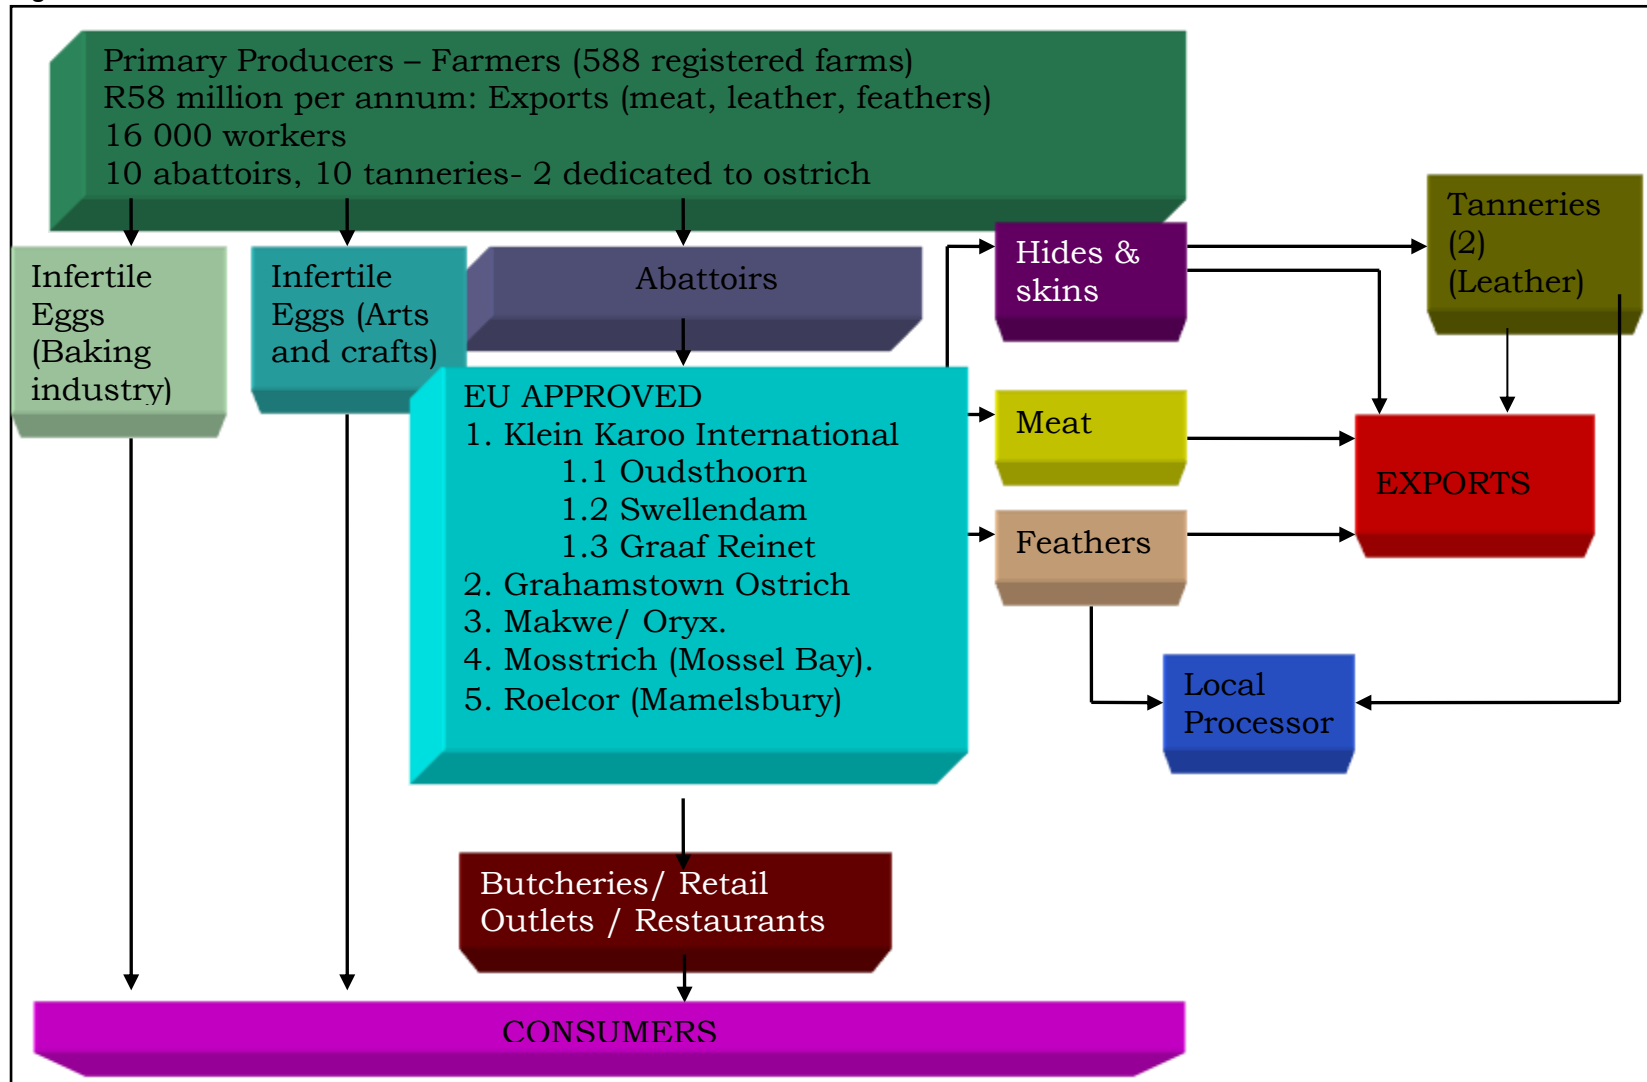 Primary Producers – Farmers (588 registered farms)
R58 million per annum: Exports (meat, leather, feathers)
16 000 workers
10 abattoirs, 10 tanneries- 2 dedicated to ostrich
Infertile
Eggs
(Baking
industry)
Infertile
Eggs (Arts
and crafts)
Abattoirs
EU APPROVED
1. Klein Karoo International
1.1 Oudsthoorn
1.2 Swellendam
1.3 Graaf Reinet
2. Grahamstown Ostrich
3. Makwe/ Oryx.
4. Mosstrich (Mossel Bay).
5. Roelcor (Mamelsbury)
Hides &
skins
Meat
Feathers
Tanneries
(2)
(Leather)
EXPORTS
Local
Processor
Butcheries/ Retail
Outlets / Restaurants
CONSUMERS